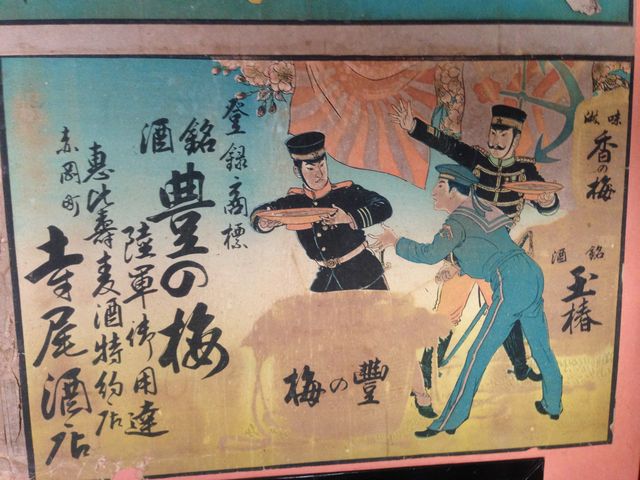 滋味
香の梅
銘酒
玉椿
登録商標
銘酒
豊の梅
陸軍御用達
恵比壽麦酒特約店
赤岡町
寺尾酒店
豊の梅